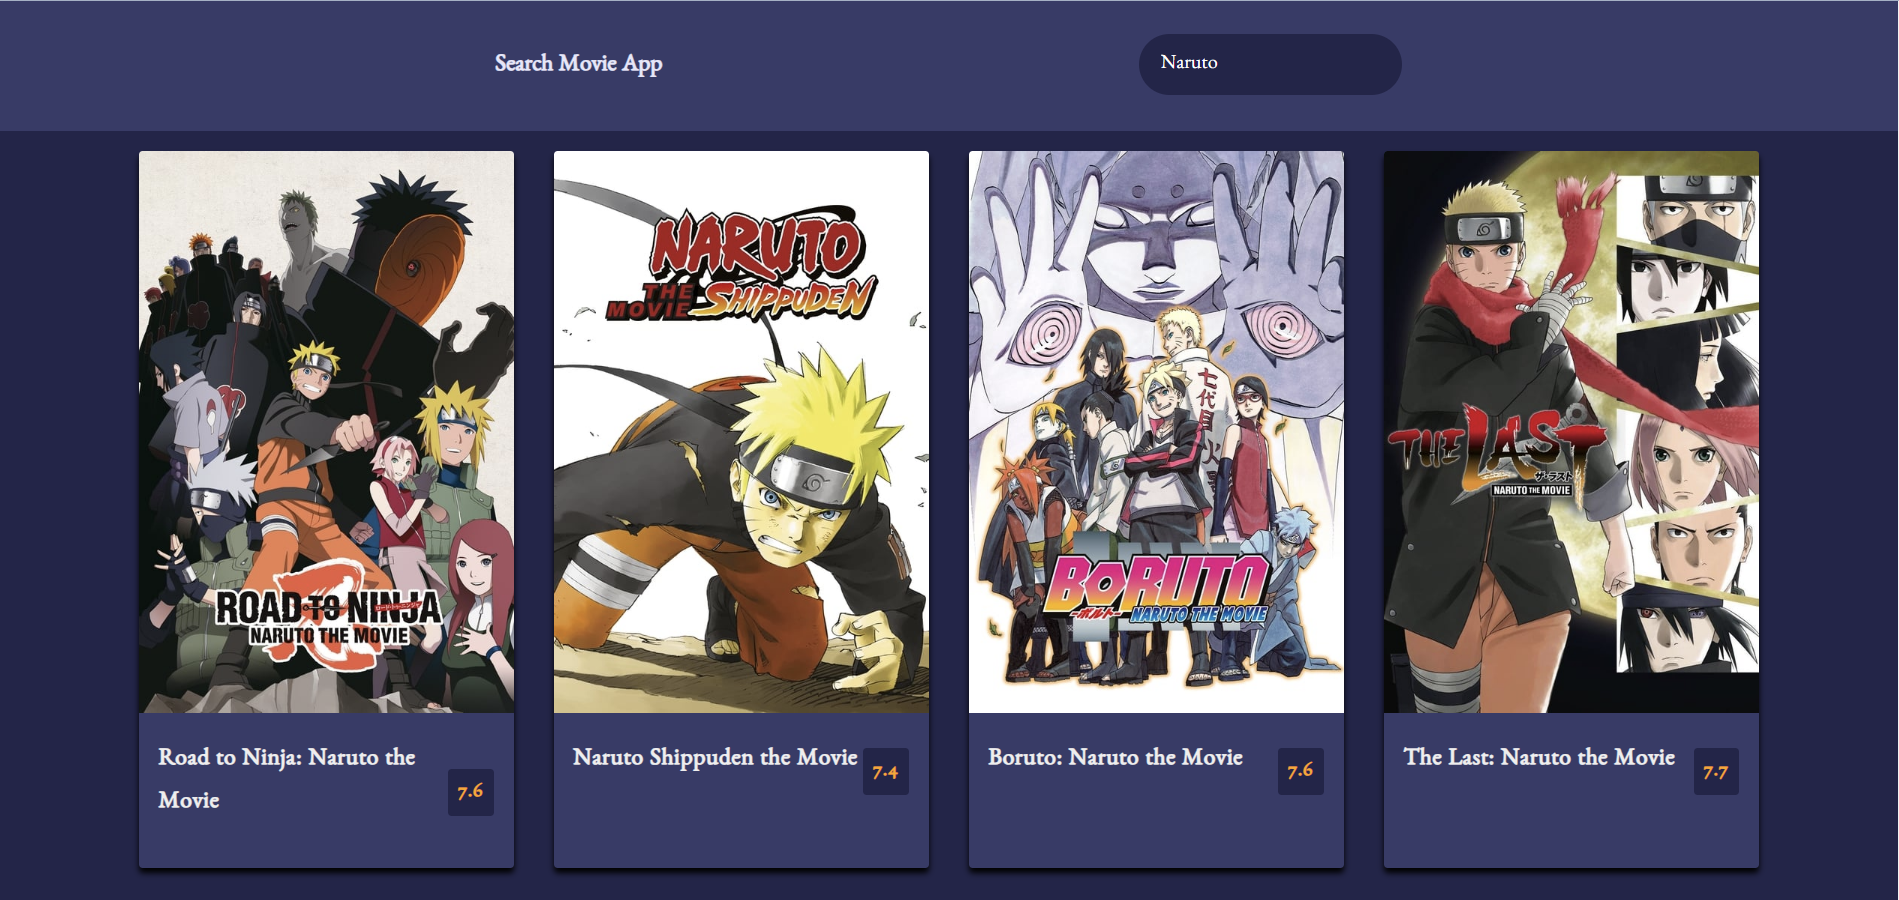 Search Movie App
Naruto
ROAD TO NINJA
ロード・トゥ・ニンジャ
NARUTO THE MOVIE
NARUTO
THE
MOVIE SHIPPUDEN
七代目火
BORUTO
-ボルト-
NARUTO THE MOVIE
THE LAST
ザ・ラスト
NARUTO THE MOVIE
Road to Ninja: Naruto the
Movie
7.6
Naruto Shippuden the Movie
7.4
Boruto: Naruto the Movie
7.6
The Last: Naruto the Movie
7.7